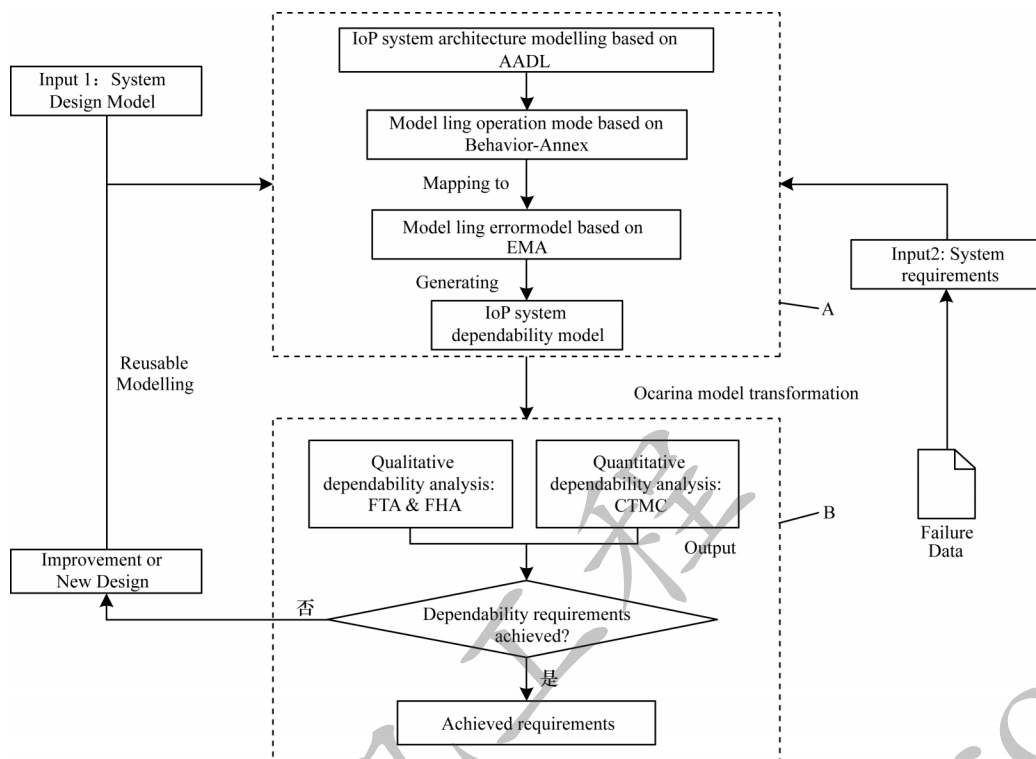 IoP system architecture modelling based on
AADL
Input 1：System
Design Model
Model ling operation mode based on
Behavior-Annex
Mapping to
Model ling errormodel based on
EMA
Input2: System
requirements
Generating
IoP system
dependability model
A
Reusable
Modelling
Ocarina model transformation
Qualitative
dependability analysis:
FTA & FHA
Quantitative
dependability analysis:
CTMC
B
Output
Failure
Data
Improvement or
New Design
否
Dependability requirements
achieved?
是
Achieved requirements
工程